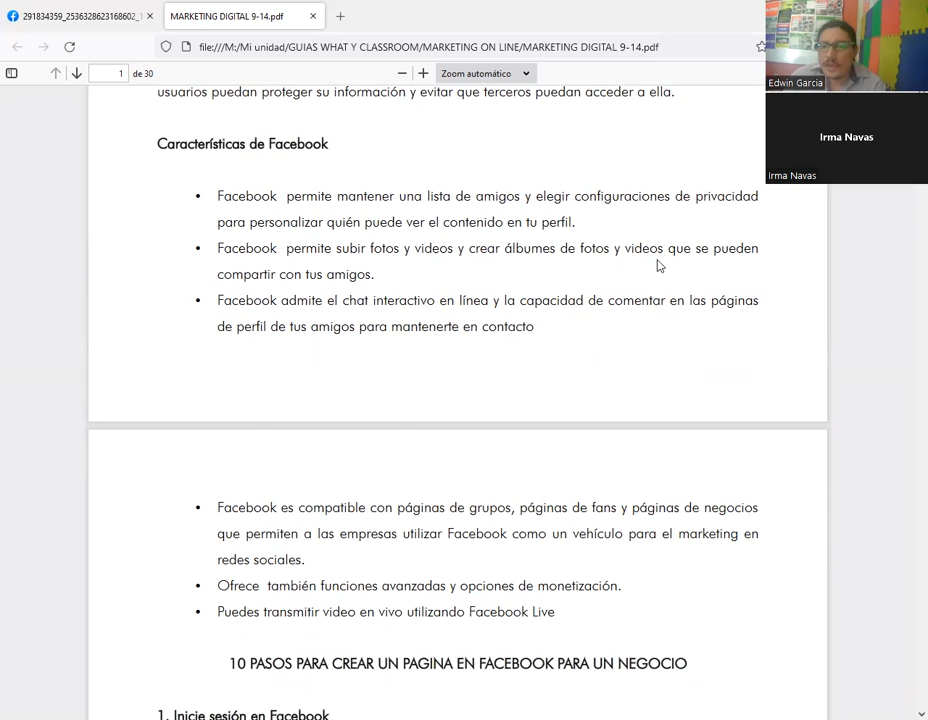 291834359_2536328623168602_1
MARKETING DIGITAL 9-14.pdf
file:///M:/Mi unidad/GUIAS WHAT Y CLASSROOM/MARKETING ON LINE/MARKETING DIGITAL 9-14.pdf
1 de 30
Zoom automático
Edwin Garcia
Irma Navas
Irma Navas
usuarios puedan proteger su información y evitar que terceros puedan acceder a ella.
Características de Facebook
• Facebook permite mantener una lista de amigos y elegir configuraciones de privacidad
para personalizar quién puede ver el contenido en tu perfil.
• Facebook permite subir fotos y videos y crear álbumes de fotos y videos que se pueden
compartir con tus amigos.
• Facebook admite el chat interactivo en línea y la capacidad de comentar en las páginas
de perfil de tus amigos para mantenerte en contacto
• Facebook es compatible con páginas de grupos, páginas de fans y páginas de negocios
que permiten a las empresas utilizar Facebook como un vehículo para el marketing en
redes sociales.
• Ofrece también funciones avanzadas y opciones de monetización.
• Puedes transmitir video en vivo utilizando Facebook Live
10 PASOS PARA CREAR UN PAGINA EN FACEBOOK PARA UN NEGOCIO
1. Inicie sesión en Facebook